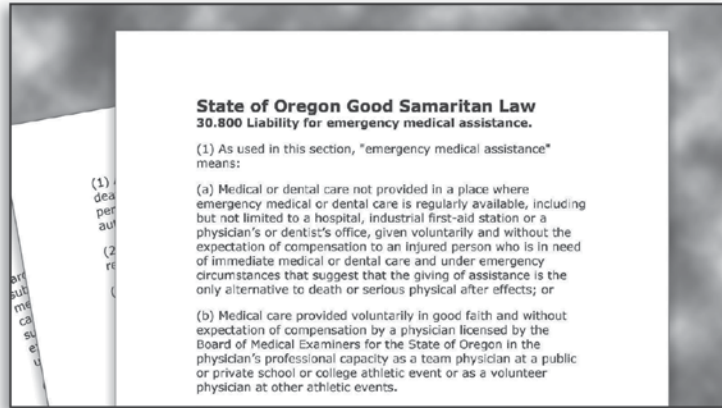 State of Oregon Good Samaritan Law
30.800 Liability for emergency medical assistance.
(1) As used in this section, "emergency medical assistance"
means:
(a) Medical or dental care not provided in a place where
emergency medical or dental care is regularly available, including
but not limited to a hospital, industrial first-aid station or a
physician's or dentist's office, given voluntarily and without the
expectation of compensation to an injured person who is in need
of immediate medical or dental care and under emergency
circumstances that suggest that the giving of assistance is the
only alternative to death or serious physical after effects; or
(b) Medical care provided voluntarily in good faith and without
expectation of compensation by a physician licensed by the
Board of Medical Examiners for the State of Oregon in the
physician's professional capacity as a team physician at a public
or private school or college athletic event or as a volunteer
physician at other athletic events.
(1)